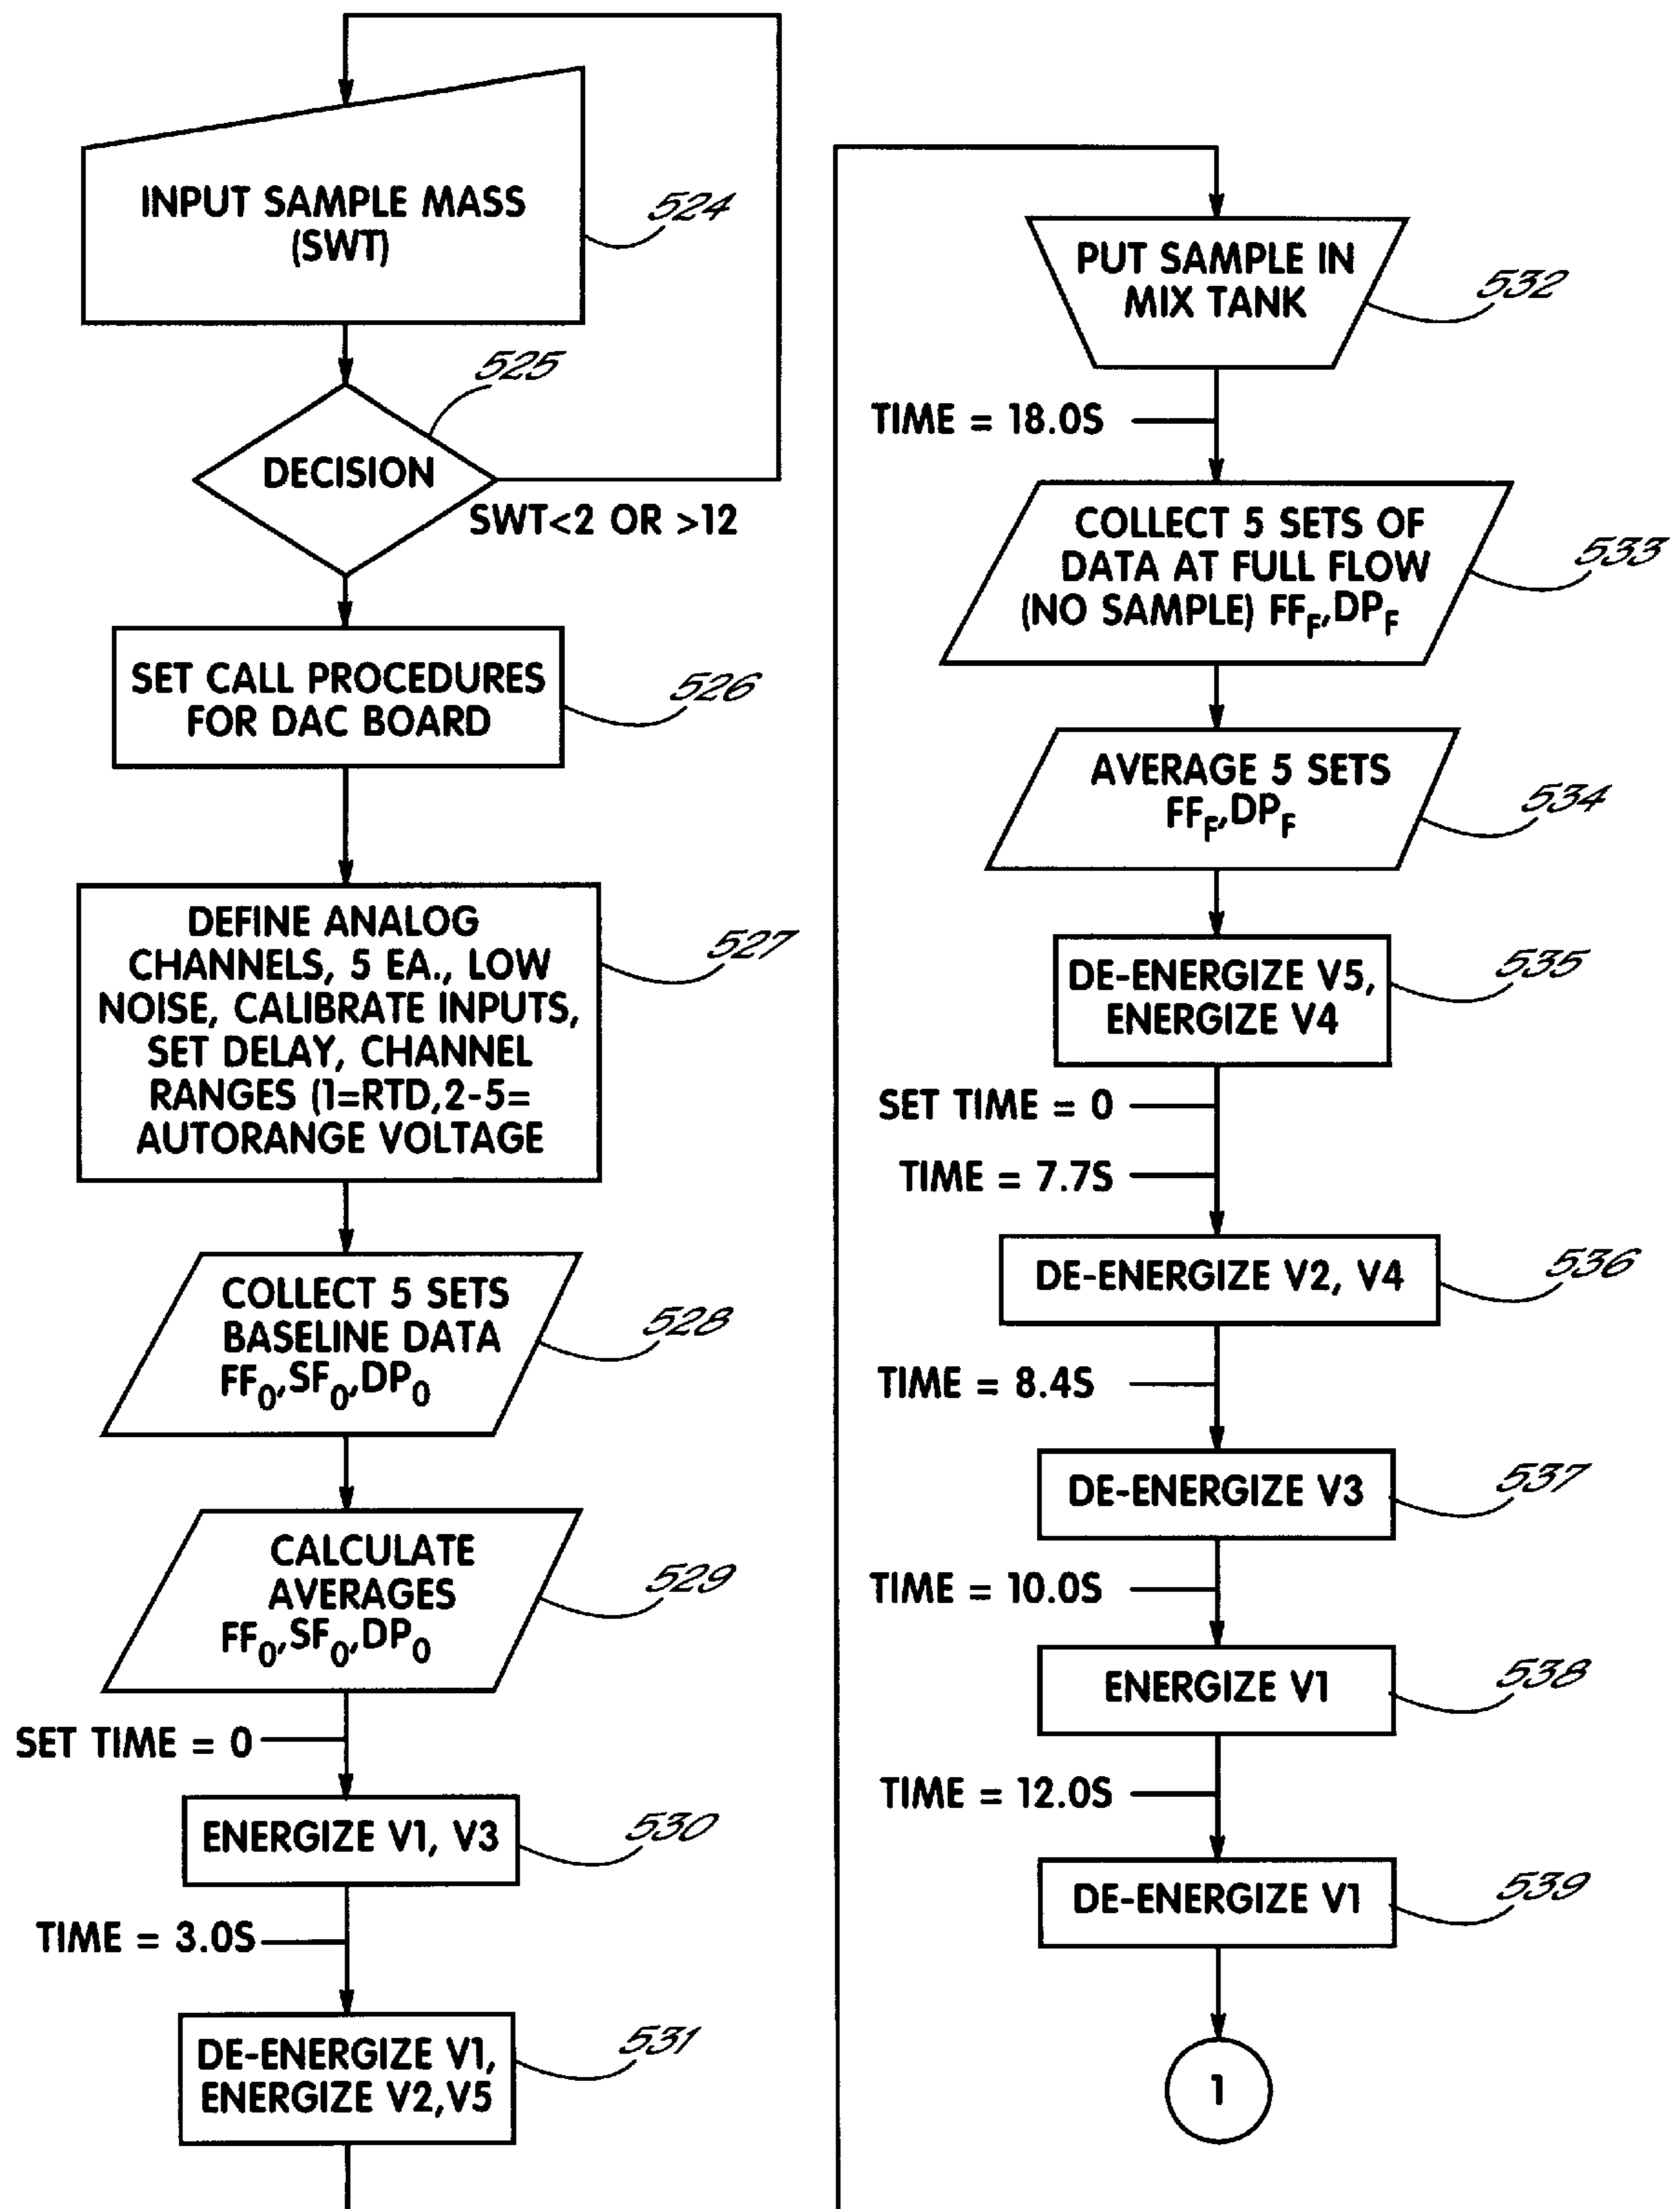 INPUT SAMPLE MASS
(SWT)
524
525
DECISION
SWT<2 OR >12
SET CALL PROCEDURES
FOR DAC BOARD
526
DEFINE ANALOG
CHANNELS, 5 EA., LOW
NOISE, CALIBRATE INPUTS,
SET DELAY, CHANNEL
RANGES (1=RTD,2-5=
AUTORANGE VOLTAGE
527
COLLECT 5 SETS
BASELINE DATA
FF0,SF0,DP0
528
CALCULATE
AVERAGES
FF0,SF0,DP0
529
SET TIME = 0
ENERGIZE V1, V3
530
TIME = 3.0S
DE-ENERGIZE V1,
ENERGIZE V2,V5
531
PUT SAMPLE IN
MIX TANK
532
TIME = 18.0S
COLLECT 5 SETS OF
DATA AT FULL FLOW
(NO SAMPLE) FFF,DPF
533
AVERAGE 5 SETS
FFF,DPF
534
DE-ENERGIZE V5,
ENERGIZE V4
535
SET TIME = 0
TIME = 7.7S
DE-ENERGIZE V2, V4
536
TIME = 8.4S
DE-ENERGIZE V3
537
TIME = 10.0S
ENERGIZE V1
538
TIME = 12.0S
DE-ENERGIZE V1
539
1